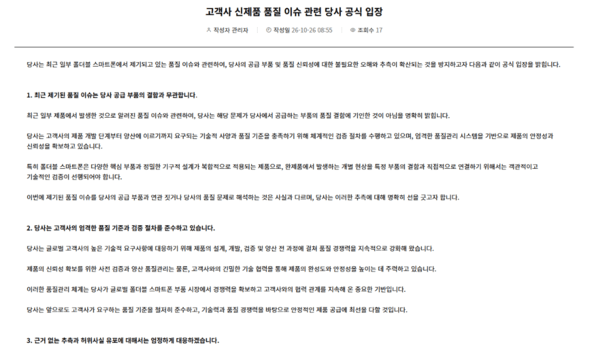 고객사 신제품 품질 이슈 관련 당사 공식 입장
작성자 관리자 작성일 26-10-26 08:55 조회수 17
당사는 최근 일부 폴더블 스마트폰에서 제기되고 있는 품질 이슈와 관련하여, 당사의 공급 부품 및 품질 신뢰성에 대한 불필요한 오해와 추측이 확산되는 것을 방지하고자 다음과 같이 공식 입장을 밝힙니다.
1. 최근 제기된 품질 이슈는 당사 공급 부품의 결함과 무관합니다.
최근 일부 제품에서 발생한 것으로 알려진 품질 이슈와 관련하여, 당사는 해당 문제가 당사에서 공급하는 부품의 품질 결함에 기인한 것이 아님을 명확히 밝힙니다.
당사는 고객사의 제품 개발 단계부터 양산에 이르기까지 요구되는 기술적 사양과 품질 기준을 충족하기 위해 체계적인 검증 절차를 수행하고 있으며, 엄격한 품질관리 시스템을 기반으로 제품의 안정성과
신뢰성을 확보하고 있습니다.
특히 폴더블 스마트폰은 다양한 핵심 부품과 정밀한 기구적 설계가 복합적으로 적용되는 제품으로, 완제품에서 발생하는 개별 현상을 특정 부품의 결함과 직접적으로 연결하기 위해서는 객관적이고
기술적인 검증이 선행되어야 합니다.
이번에 제기된 품질 이슈를 당사의 공급 부품과 연관 짓거나 당사의 품질 문제로 해석하는 것은 사실과 다르며, 당사는 이러한 추측에 대해 명확히 선을 긋고자 합니다.
2. 당사는 고객사의 엄격한 품질 기준과 검증 절차를 준수하고 있습니다.
당사는 글로벌 고객사의 높은 기술적 요구사항에 대응하기 위해 제품의 설계, 개발, 검증 및 양산 전 과정에 걸쳐 품질 경쟁력을 지속적으로 강화해 왔습니다.
제품의 신뢰성 확보를 위한 사전 검증과 양산 품질관리는 물론, 고객사와의 긴밀한 기술 협력을 통해 제품의 완성도와 안정성을 높이는 데 주력하고 있습니다.
이러한 품질관리 체계는 당사가 글로벌 폴더블 스마트폰 부품 시장에서 경쟁력을 확보하고 고객사와의 협력 관계를 지속해 온 중요한 기반입니다.
당사는 앞으로도 고객사가 요구하는 품질 기준을 철저히 준수하고, 기술력과 품질 경쟁력을 바탕으로 안정적인 제품 공급에 최선을 다할 것입니다.
3. 근거 없는 추측과 허위사실 유포에 대해서는 엄정하게 대응하겠습니다.